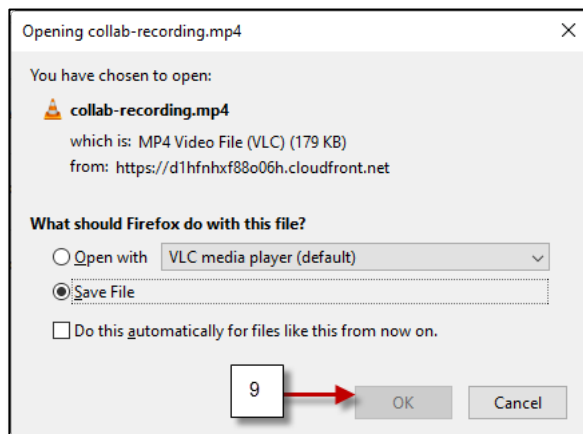 Opening collab-recording.mp4
You have chosen to open:
collab-recording.mp4
which is: MP4 Video File (VLC) (179 KB)
from: https://d1hfnhxf88o06h.cloudfront.net
What should Firefox do with this file?
Open with VLC media player (default)
Save File
Do this automatically for files like this from now on.
9
OK Cancel